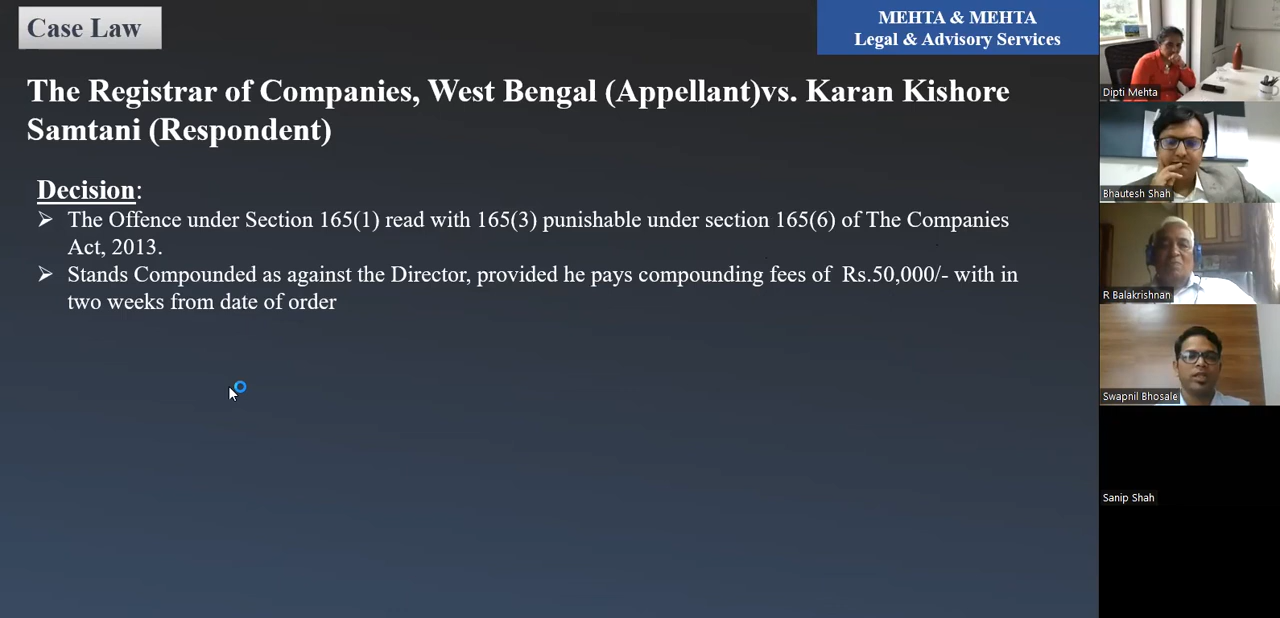 Case Law
MEHTA & MEHTA
Legal & Advisory Services
The Registrar of Companies, West Bengal (Appellant)vs. Karan Kishore
Samtani (Respondent)
Decision:
➢ The Offence under Section 165(1) read with 165(3) punishable under section 165(6) of The Companies
Act, 2013.
➢ Stands Compounded as against the Director, provided he pays compounding fees of Rs.50,000/- with in
two weeks from date of order
Dipti Mehta
Bhautesh Shah
R Balakrishnan
Swapnil Bhosale
Sanip Shah